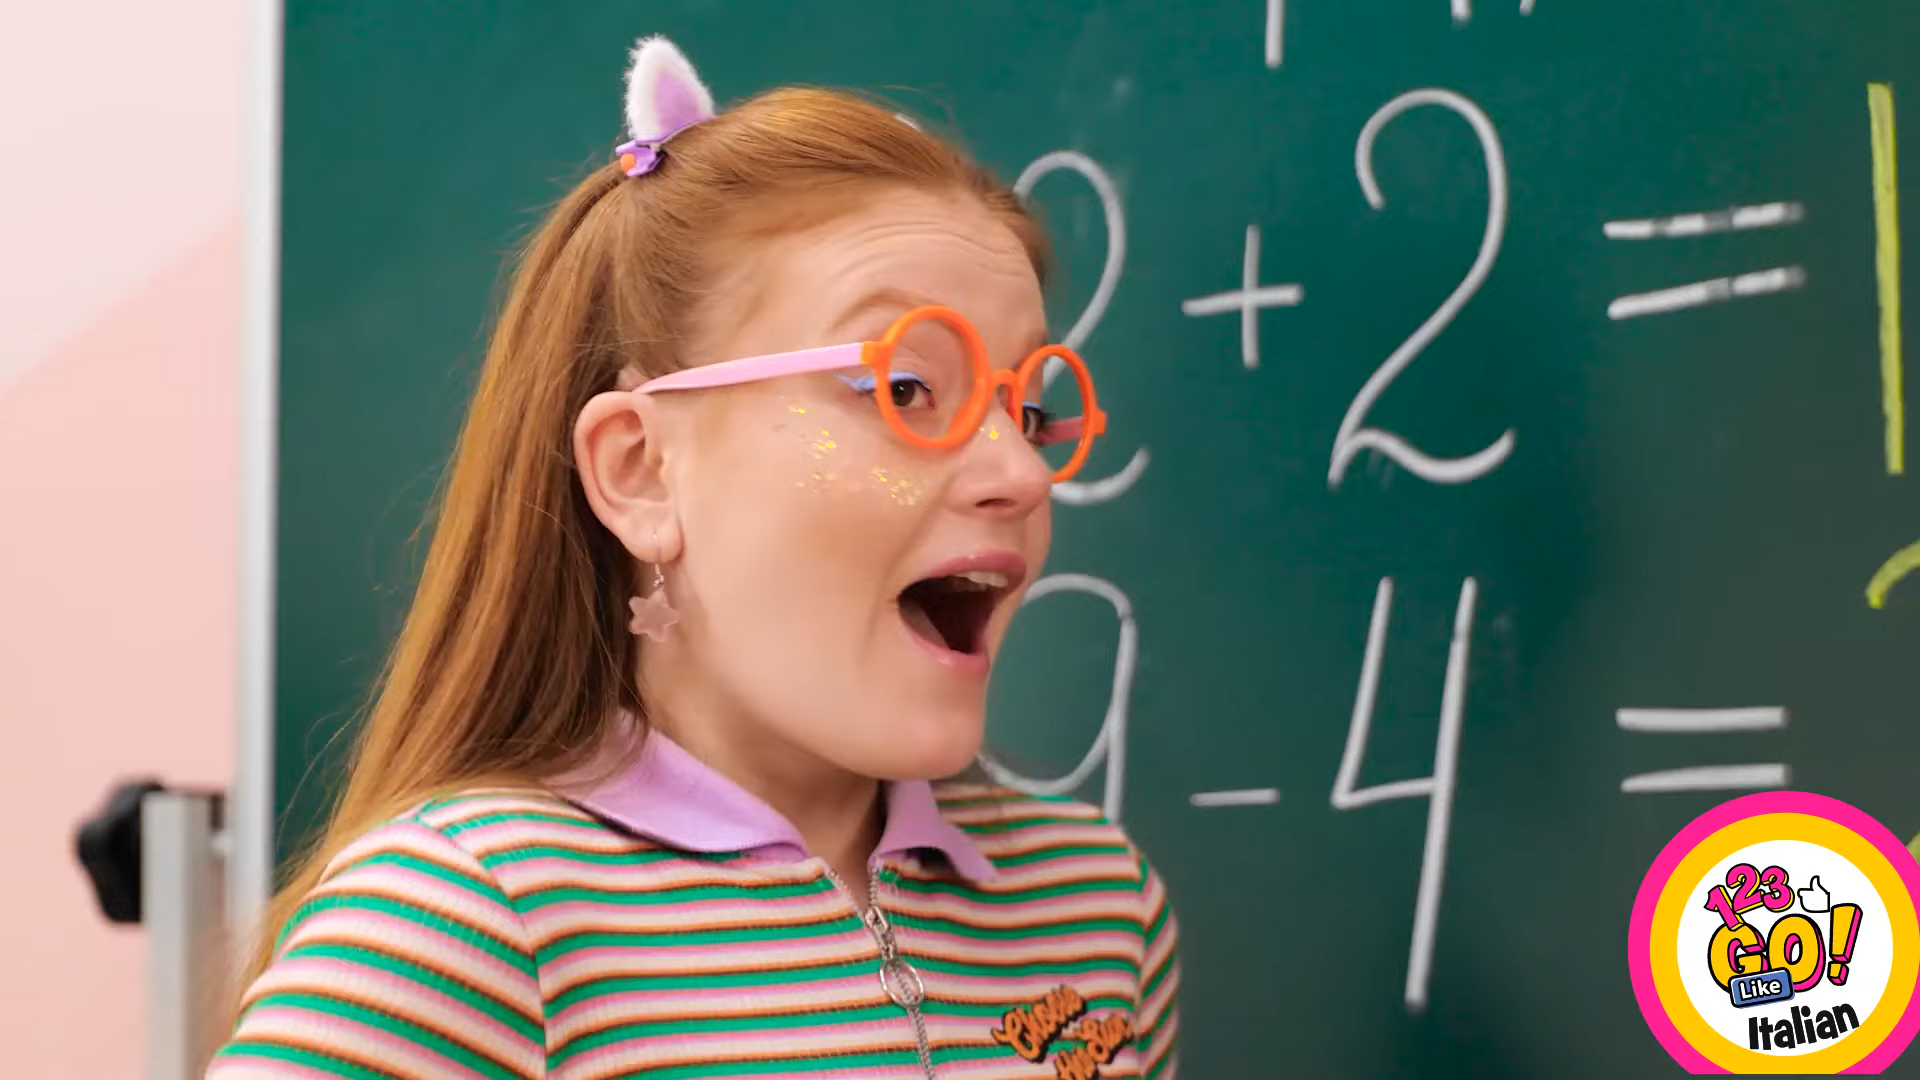 2 + 2 =
9 - 4 =
123
GO!
Like
Italian